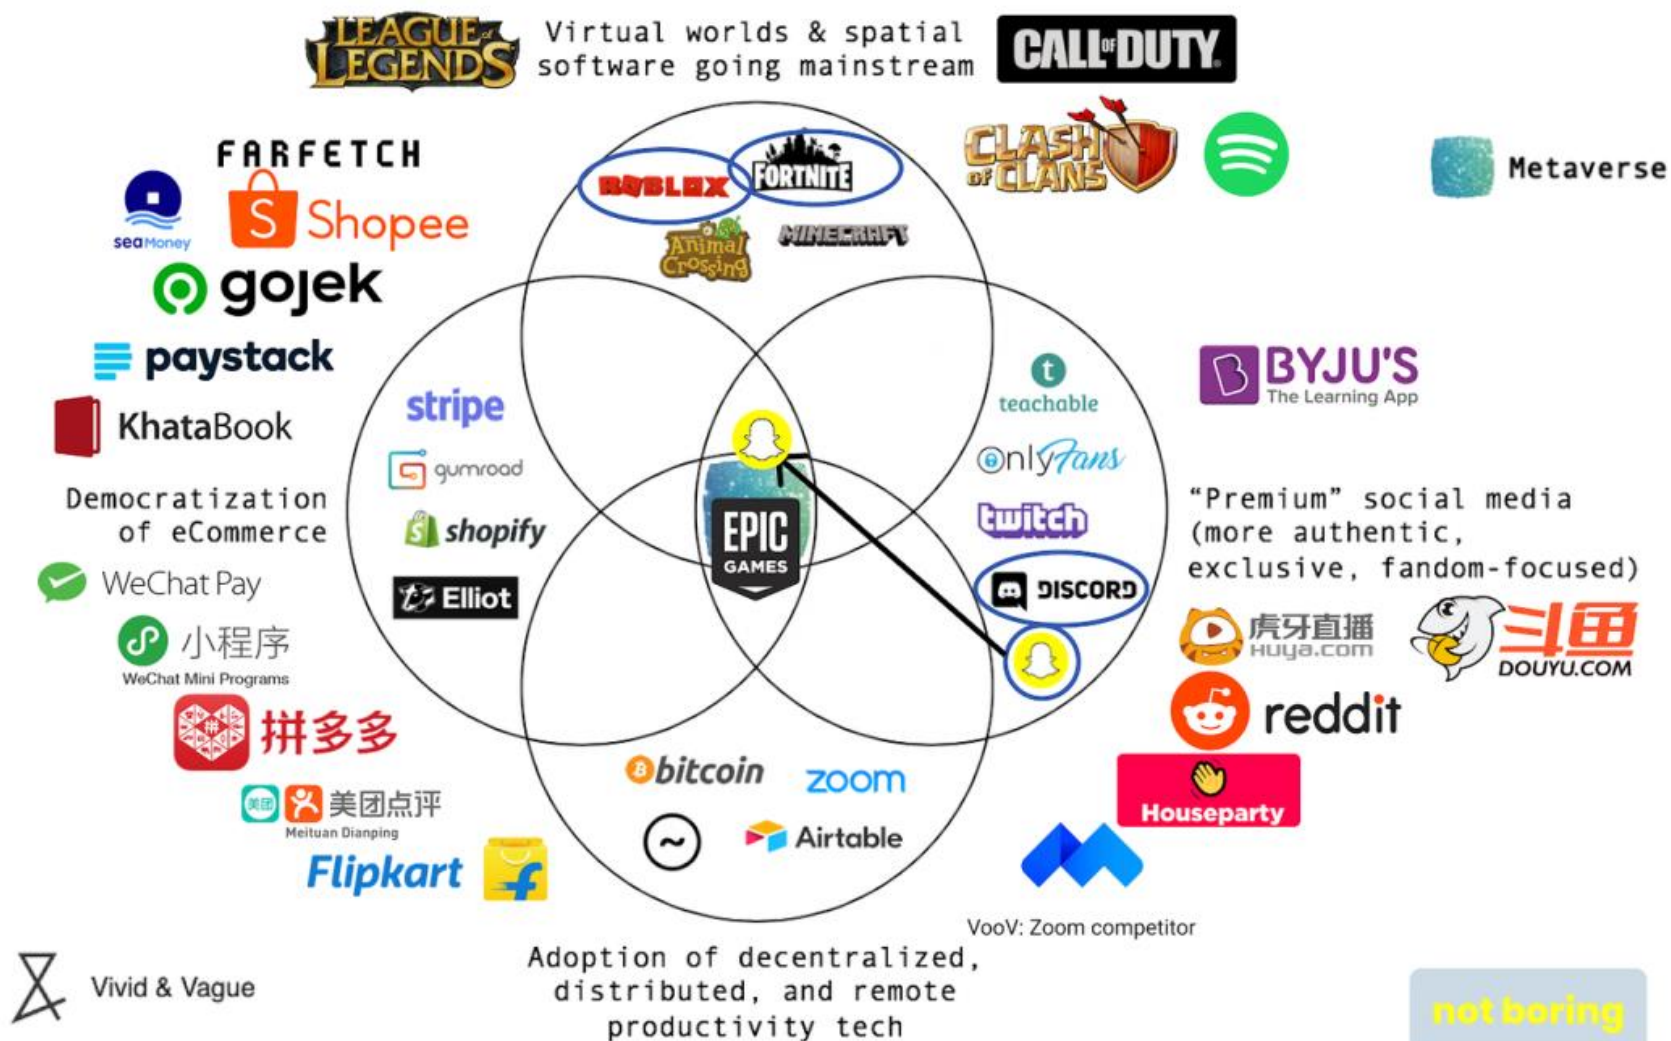 LEAGUE OF LEGENDS
Virtual worlds & spatial
software going mainstream
CALL OF DUTY
FARFETCH
seaMoney
S Shopee
gojek
paystack
KhataBook
ROBLOX
FORTNITE
Animal
Crossing
MINECRAFT
CLASH
OF CLANS
Metaverse
stripe
gumroad
shopify
Elliot
EPIC
GAMES
t
teachable
OnlyFans
twitch
DISCORD
BYJU'S
The Learning App
Democratization
of eCommerce
WeChat Pay
小程序
WeChat Mini Programs
拼
拼多多
美团
美团点评
Meituan Dianping
Flipkart
f
"Premium" social media
(more authentic,
exclusive, fandom-focused)
虎牙直播
Huya.com
斗鱼
DOUYU.COM
reddit
Houseparty
VooV: Zoom competitor
bitcoin
zoom
~
Airtable
Adoption of decentralized,
distributed, and remote
productivity tech
Vivid & Vague
not boring